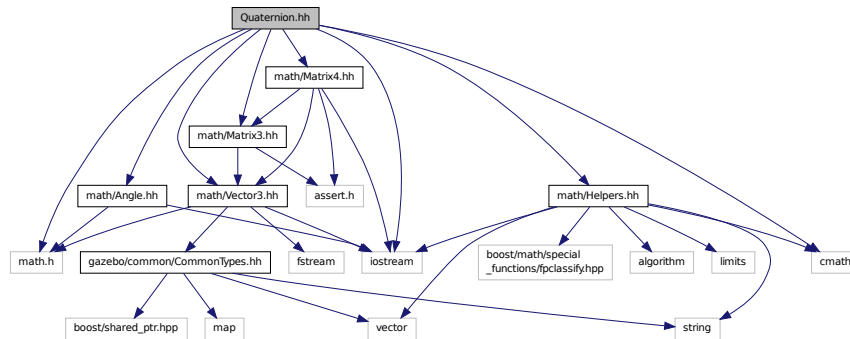 Quaternion.hh
math/Matrix4.hh
math/Matrix3.hh
math/Angle.hh
math/Vector3.hh
assert.h
math/Helpers.hh
math.h
gazebo/common/CommonTypes.hh
fstream
iostream
boost/math/special
_functions/fpclassify.hpp
algorithm
limits
cmath
boost/shared_ptr.hpp
map
vector
string